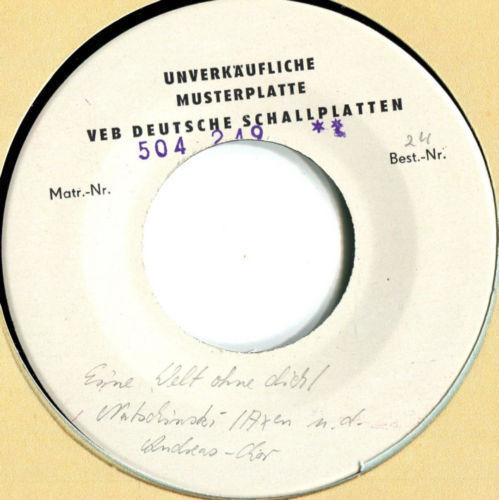 UNVERKÄUFLICHE
MUSTERPLATTE
VEB DEUTSCHE SCHALLPLATTEN
504 249 **
24
Matr.-Nr.
Best.-Nr.
Eine Welt ohne dich /
Natschinski / Axen u. d.
Andreas-Chor